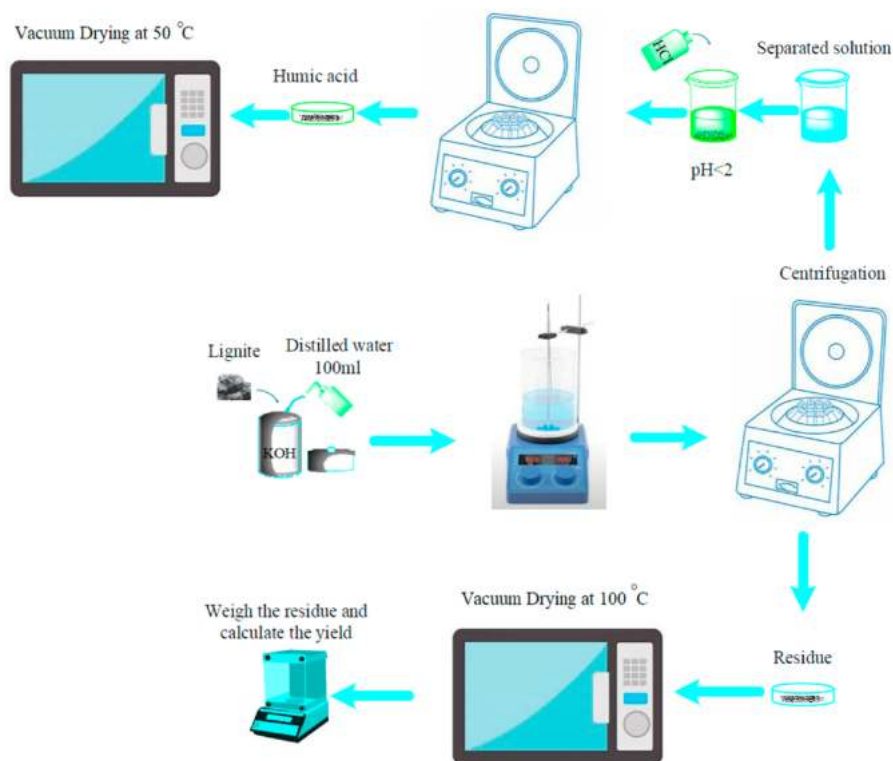 Vacuum Drying at 50 °C
Humic acid
HCl
Separated solution
pH<2
Centrifugation
Lignite
Distilled water
100ml
KOH
Vacuum Drying at 100 °C
Weigh the residue and
calculate the yield
Residue